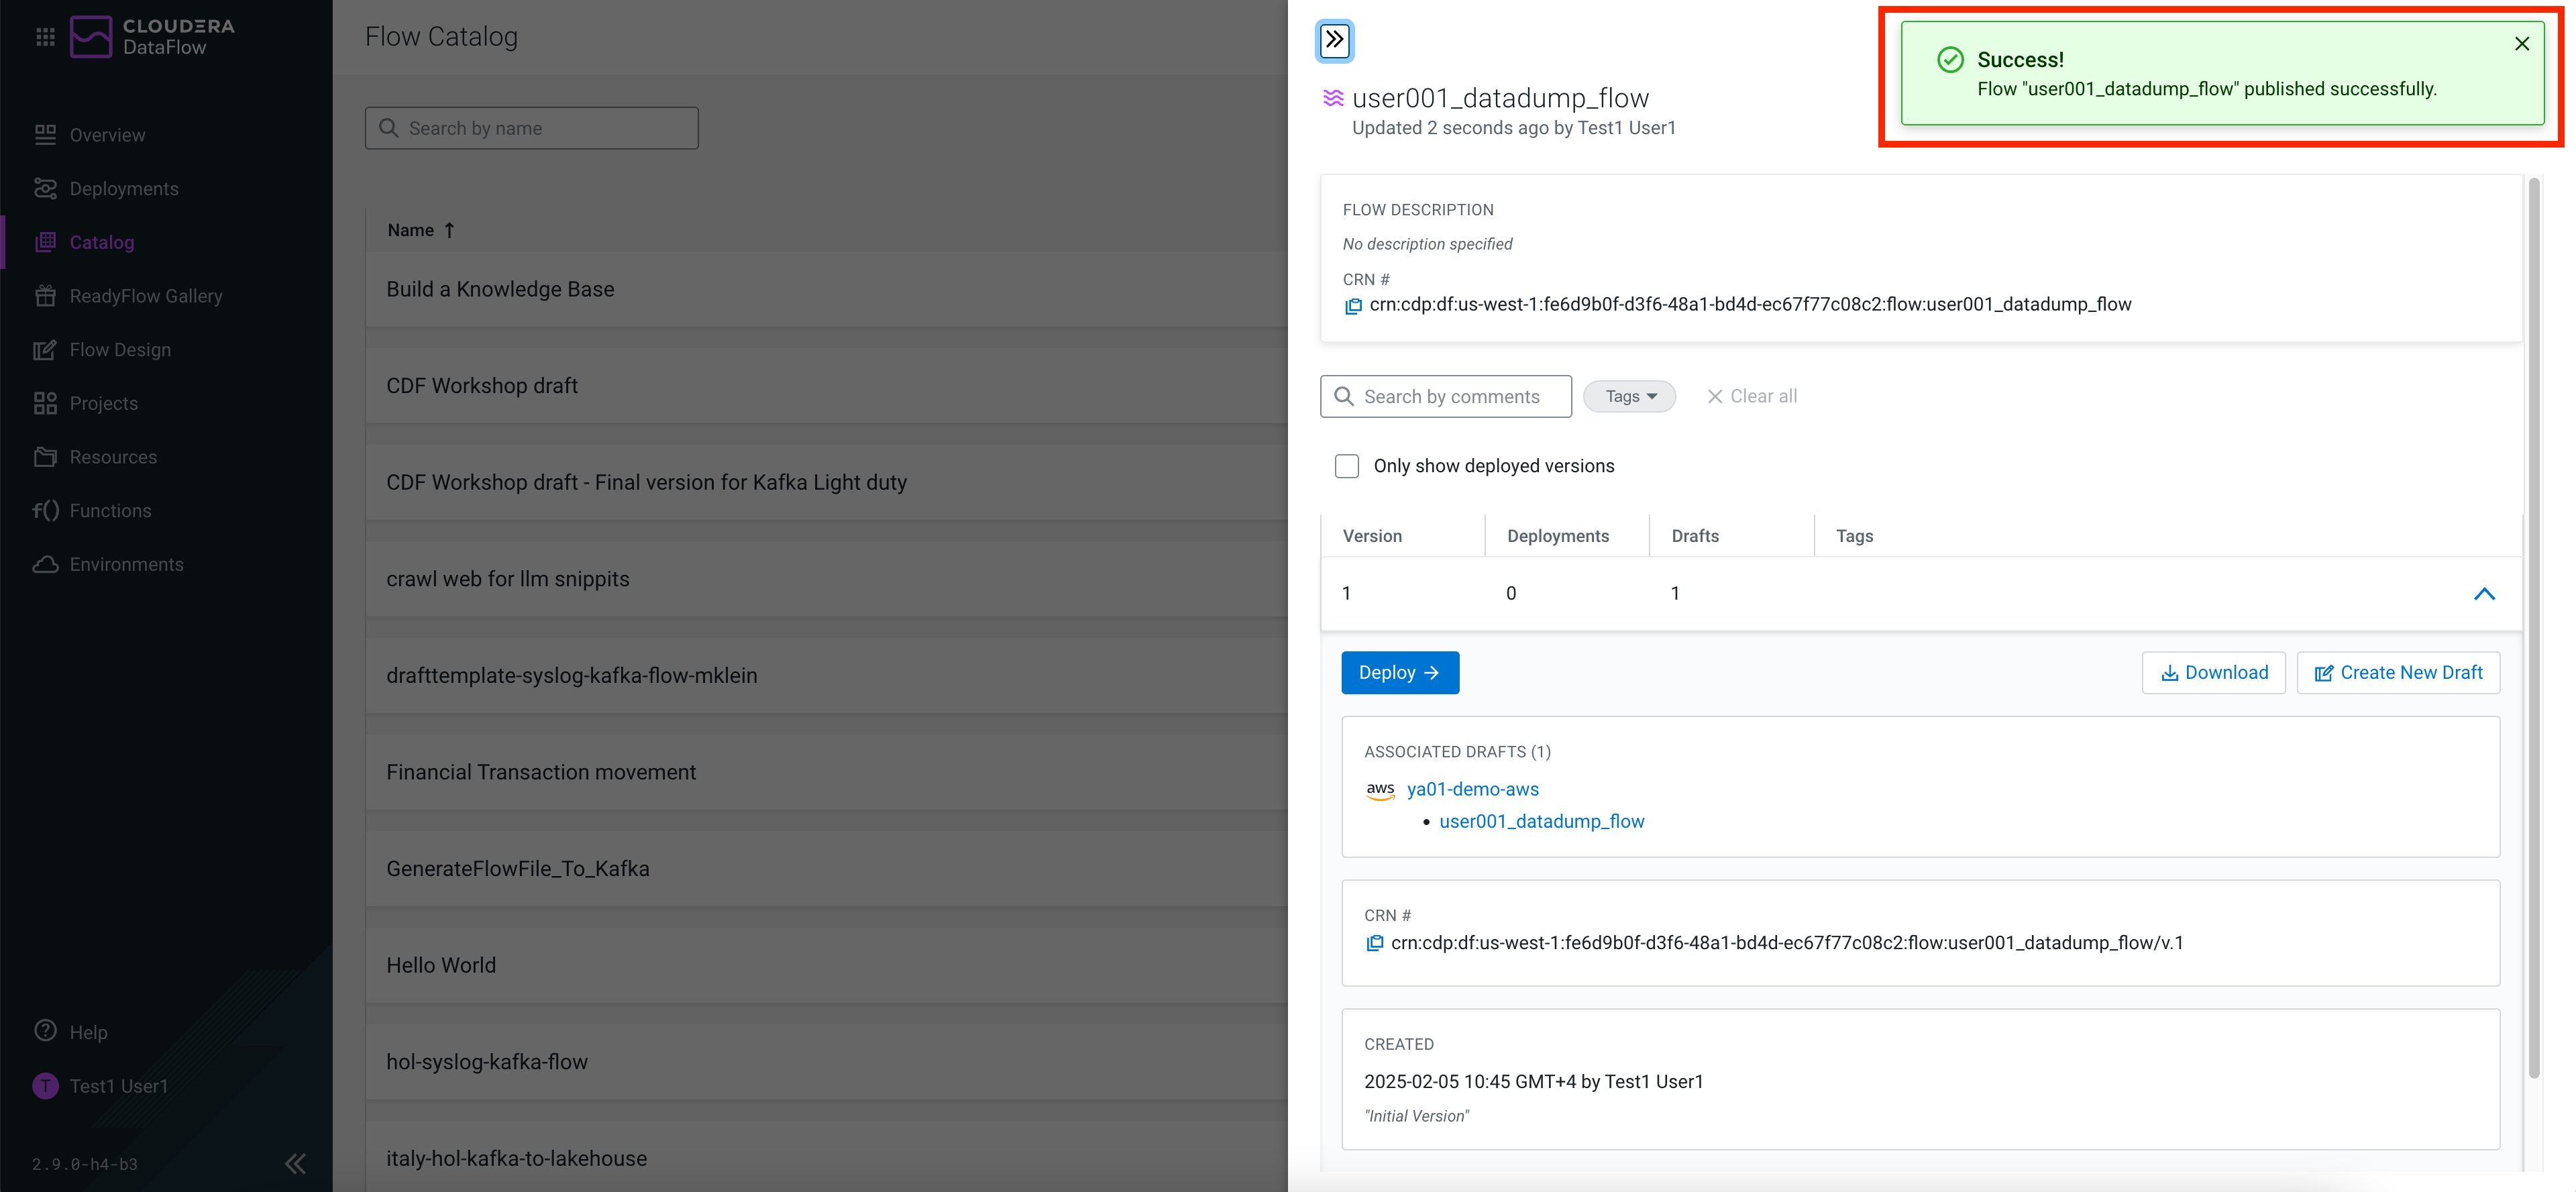 CLOUDERA
DataFlow
Overview
Deployments
Catalog
ReadyFlow Gallery
Flow Design
Projects
Resources
f() Functions
Environments
Help
T Test1 User1
2.9.0-h4-b3
Flow Catalog
Search by name
Name ↑
Build a Knowledge Base
CDF Workshop draft
CDF Workshop draft - Final version for Kafka Light duty
crawl web for llm snippits
drafttemplate-syslog-kafka-flow-mklein
Financial Transaction movement
GenerateFlowFile_To_Kafka
Hello World
hol-syslog-kafka-flow
italy-hol-kafka-to-lakehouse
Success!
Flow "user001_datadump_flow" published successfully.
user001_datadump_flow
Updated 2 seconds ago by Test1 User1
FLOW DESCRIPTION
No description specified
CRN #
crn:cdp:df:us-west-1:fe6d9b0f-d3f6-48a1-bd4d-ec67f77c08c2:flow:user001_datadump_flow
Search by comments Tags Clear all
Only show deployed versions
Version Deployments Drafts Tags
1 0 1
Deploy → Download Create New Draft
ASSOCIATED DRAFTS (1)
aws ya01-demo-aws
• user001_datadump_flow
CRN #
crn:cdp:df:us-west-1:fe6d9b0f-d3f6-48a1-bd4d-ec67f77c08c2:flow:user001_datadump_flow/v.1
CREATED
2025-02-05 10:45 GMT+4 by Test1 User1
"Initial Version"